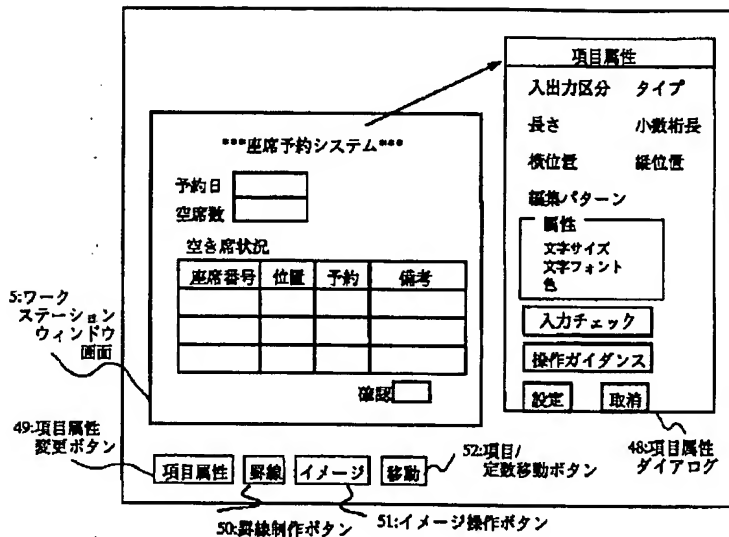 項目属性
入出力区分 タイプ
長さ 小数桁長
横位置 縦位置
編集パターン
属性
文字サイズ
文字フォント
色
入力チェック
操作ガイダンス
設定 取消
***座席予約システム***
予約日
空席数
空き席状況
座席番号 位置 予約 備考
確認
5:ワーク
ステーション
ウィンドウ
画面
49:項目属性
変更ボタン
項目属性 罫線 イメージ 移動
52:項目/
定数移動ボタン
48:項目属性
ダイアログ
50:罫線制作ボタン
51:イメージ操作ボタン